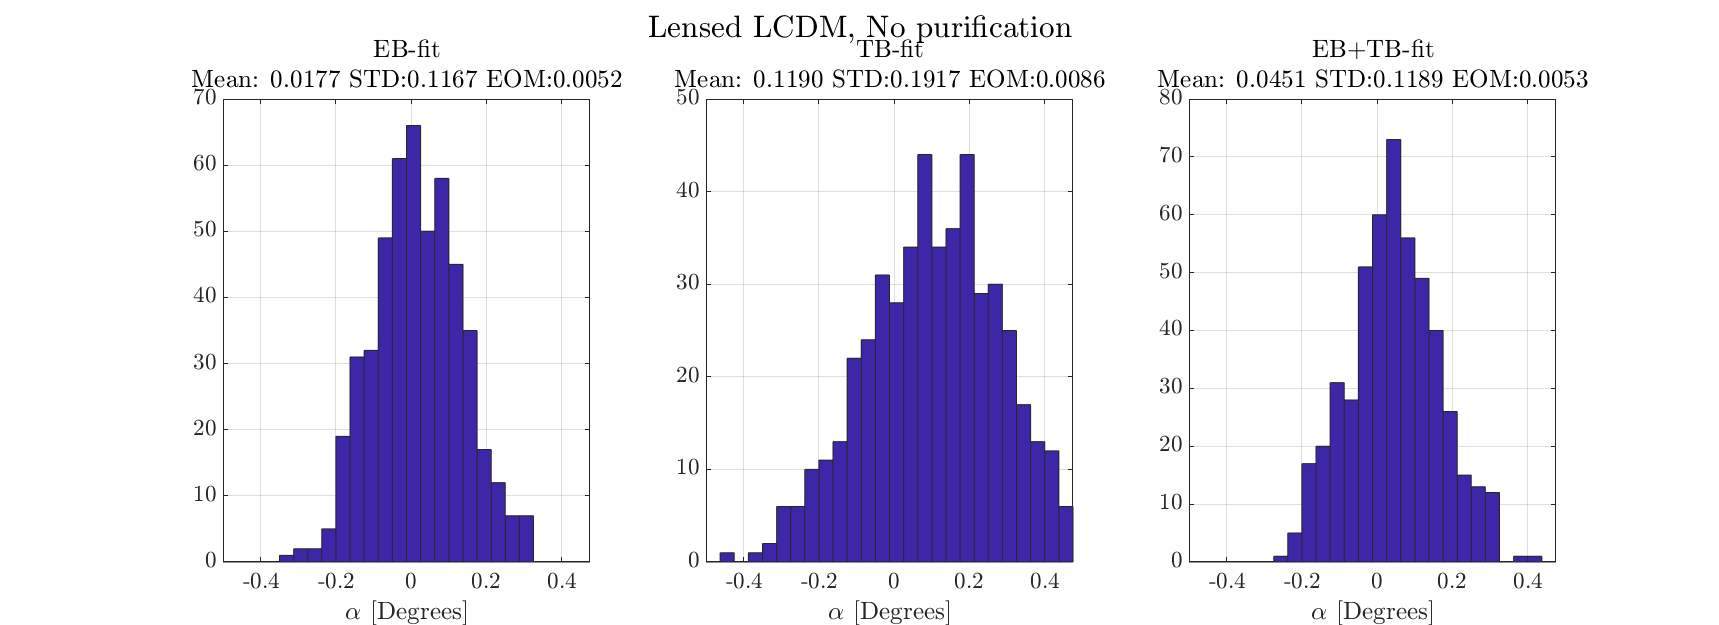 Lensed LCDM, No purification
EB-fit
Mean: 0.0177 STD:0.1167 EOM:0.0052
70
60
50
40
30
20
10
0
-0.4 -0.2 0 0.2 0.4
α [Degrees]
TB-fit
Mean: 0.1190 STD:0.1917 EOM:0.0086
50
40
30
20
10
0
-0.4 -0.2 0 0.2 0.4
α [Degrees]
EB+TB-fit
Mean: 0.0451 STD:0.1189 EOM:0.0053
80
70
60
50
40
30
20
10
0
-0.4 -0.2 0 0.2 0.4
α [Degrees]